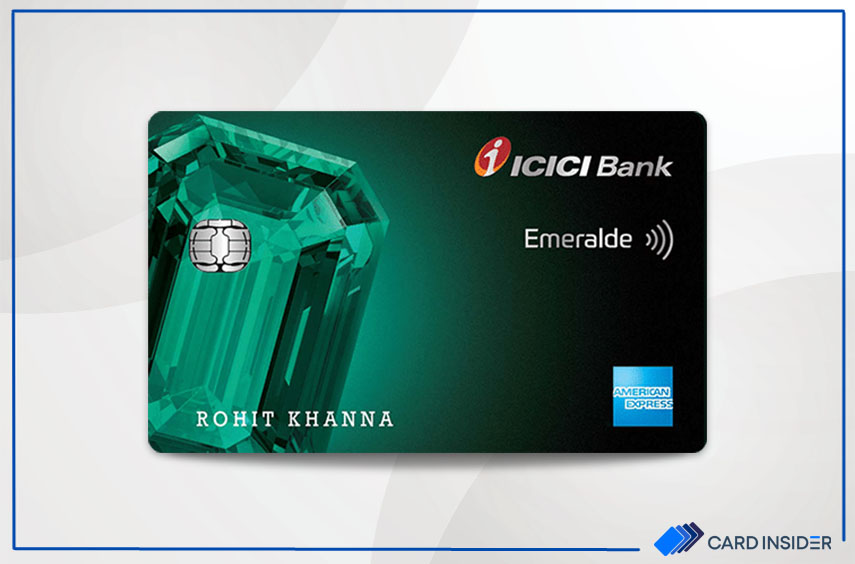 ICICI Bank
Emeralde
AMERICAN
EXPRESS
ROHIT KHANNA
CARD INSIDER